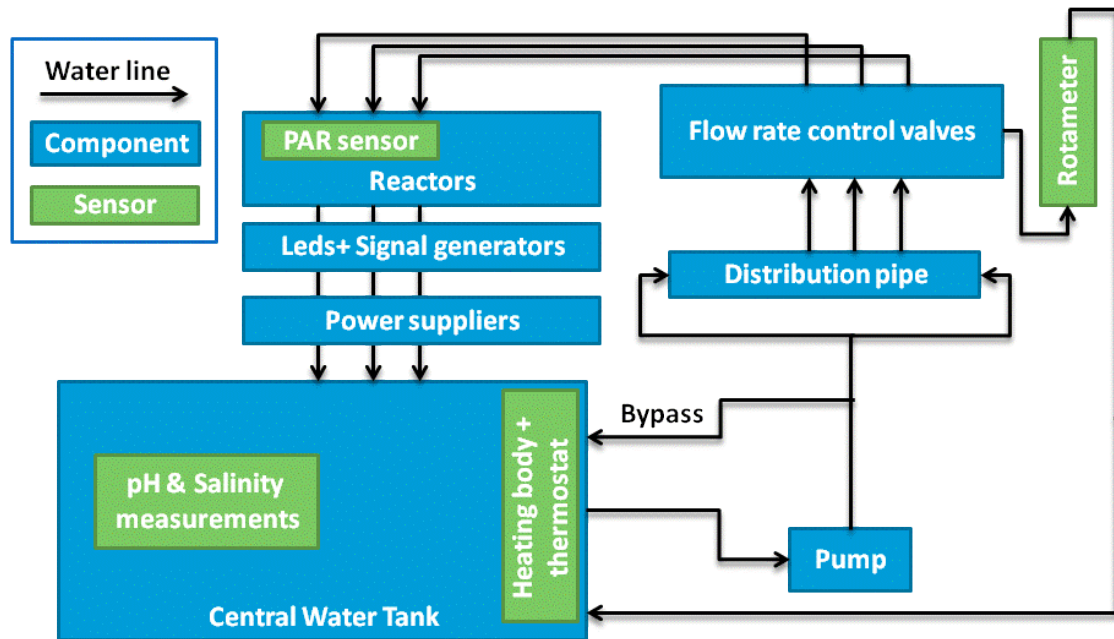 Water line
Component
Sensor
PAR sensor
Reactors
Leds+ Signal generators
Power suppliers
Flow rate control valves
Rotameter
Distribution pipe
Bypass
pH & Salinity
measurements
Heating body +
thermostat
Pump
Central Water Tank